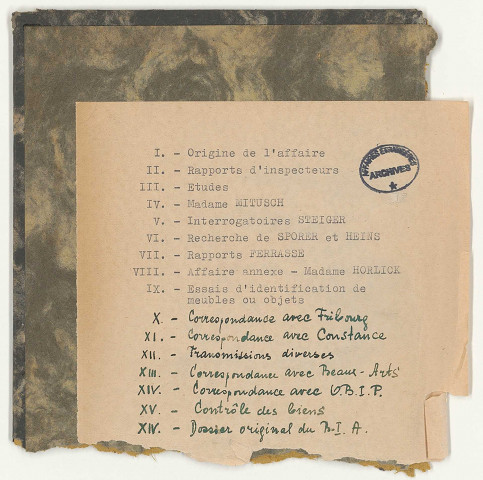 I. - Origine de l'affaire
AFFAIRES ETRANGERES
ARCHIVES
II. - Rapports d'inspecteurs
III. - Etudes
IV. - Madame MITUSCH
V. - Interrogatoires STEIGER
VI. - Recherche de SPORER et HEINS
VII. - Rapports FERRASSE
VIII. - Affaire annexe - Madame HORLICK
IX. - Essais d'identification de
meubles ou objets
X. - Correspondance avec Fribourg
XI. - Correspondance avec Constance
XII. - Transmissions diverses
XIII. - Correspondance avec Beaux-Arts
XIV. - Correspondance avec O.B.I.P.
XV. - Contrôle des biens
XIV. - Dossier original du B.I.A.